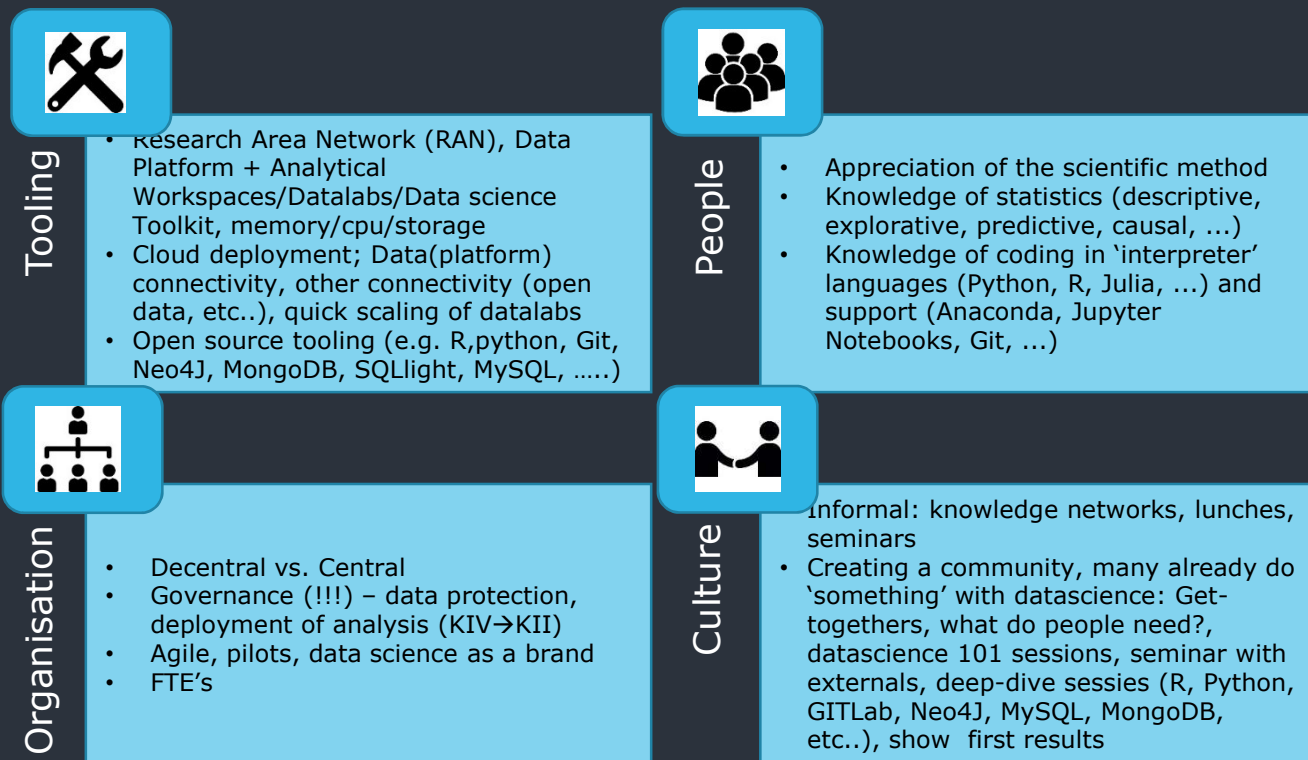 Tooling
• Research Area Network (RAN), Data
Platform + Analytical
Workspaces/Datalabs/Data science
Toolkit, memory/cpu/storage
• Cloud deployment; Data(platform)
connectivity, other connectivity (open
data, etc..), quick scaling of datalabs
• Open source tooling (e.g. R,python, Git,
Neo4J, MongoDB, SQLlight, MySQL, …..)
People
• Appreciation of the scientific method
• Knowledge of statistics (descriptive,
explorative, predictive, causal, ...)
• Knowledge of coding in ‘interpreter’
languages (Python, R, Julia, ...) and
support (Anaconda, Jupyter
Notebooks, Git, ...)
Organisation
• Decentral vs. Central
• Governance (!!!) – data protection,
deployment of analysis (KIV→KII)
• Agile, pilots, data science as a brand
• FTE’s
Culture
Informal: knowledge networks, lunches,
seminars
• Creating a community, many already do
‘something’ with datascience: Get-
togethers, what do people need?,
datascience 101 sessions, seminar with
externals, deep-dive sessies (R, Python,
GITLab, Neo4J, MySQL, MongoDB,
etc..), show first results